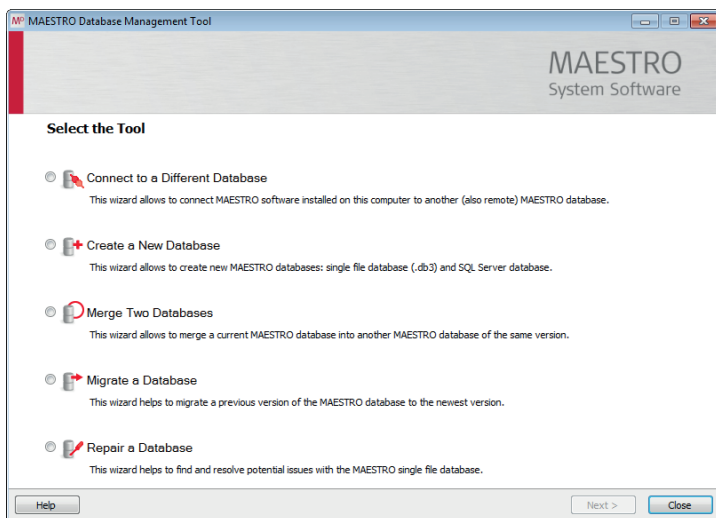 MAESTRO Database Management Tool
MAESTRO
System Software
Select the Tool
Connect to a Different Database
This wizard allows to connect MAESTRO software installed on this computer to another (also remote) MAESTRO database.
Create a New Database
This wizard allows to create new MAESTRO databases: single file database (.db3) and SQL Server database.
Merge Two Databases
This wizard allows to merge a current MAESTRO database into another MAESTRO database of the same version.
Migrate a Database
This wizard helps to migrate a previous version of the MAESTRO database to the newest version.
Repair a Database
This wizard helps to find and resolve potential issues with the MAESTRO single file database.
Help Next > Close